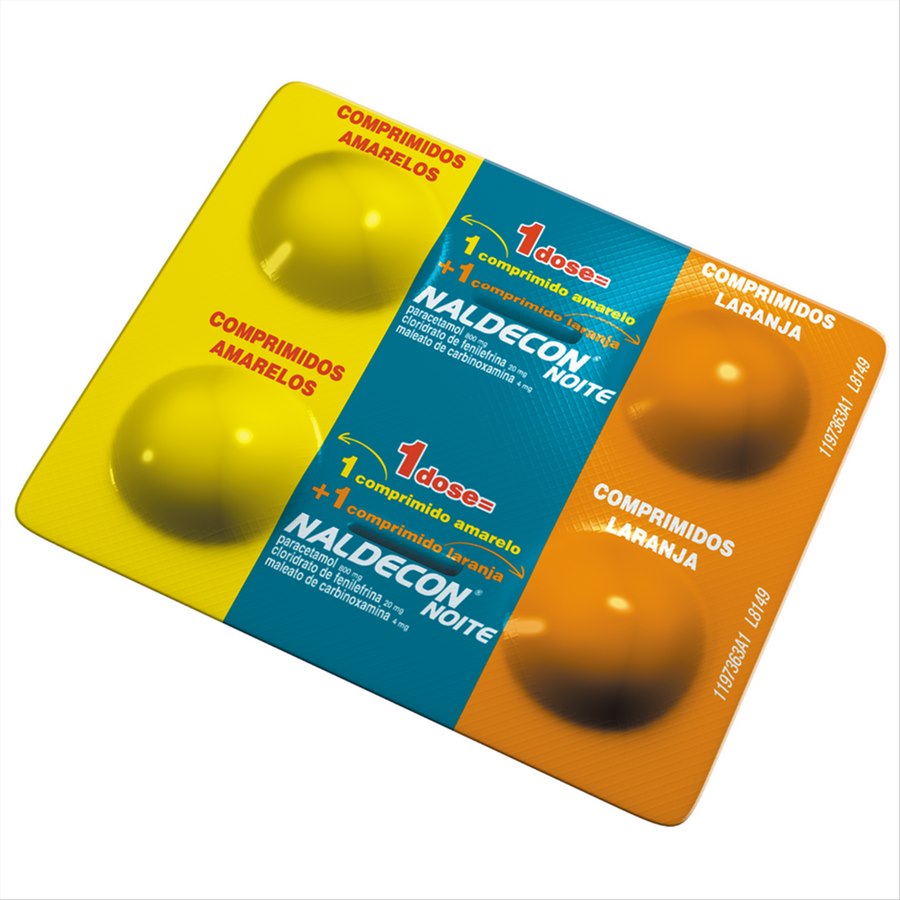 COMPRIMIDOS
AMARELOS
COMPRIMIDOS
AMARELOS
1 dose=
1 comprimido amarelo
+1 comprimido laranja
NALDECON®
NOITE
paracetamol 800 mg
cloridrato de fenilefrina 20 mg
maleato de carbinoxamina 4 mg
1 dose=
1 comprimido amarelo
+1 comprimido laranja
NALDECON®
NOITE
paracetamol 800 mg
cloridrato de fenilefrina 20 mg
maleato de carbinoxamina 4 mg
COMPRIMIDOS
LARANJA
1197363A1 L8149
COMPRIMIDOS
LARANJA
1197363A1 L8149